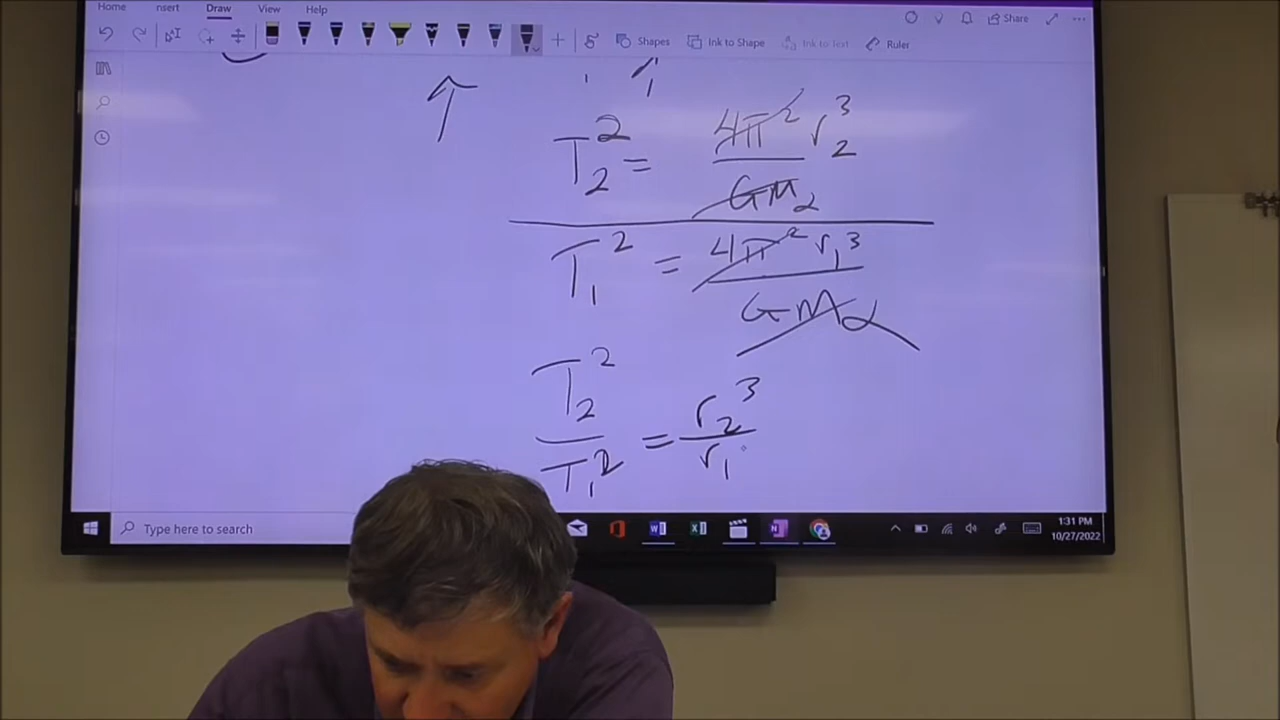 Home Insert Draw View Help
Share
Shapes Ink to Shape Ink to Text Ruler
T₂² = 4π² r₂³
GM₂
T₁² = 4π² r₁³
GM₂
T₂² = r₂³
T₁² r₁
Type here to search
1:31 PM
10/27/2022